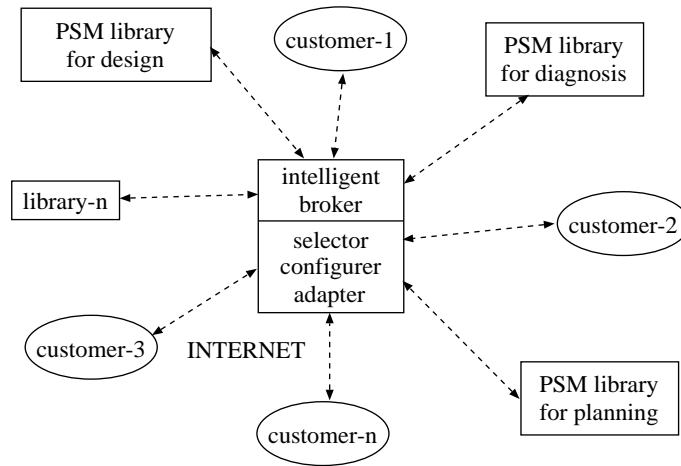 PSM library
for design
customer-1
PSM library
for diagnosis
intelligent
broker
library-n
customer-2
selector
configurer
adapter
customer-3
INTERNET
PSM library
for planning
customer-n